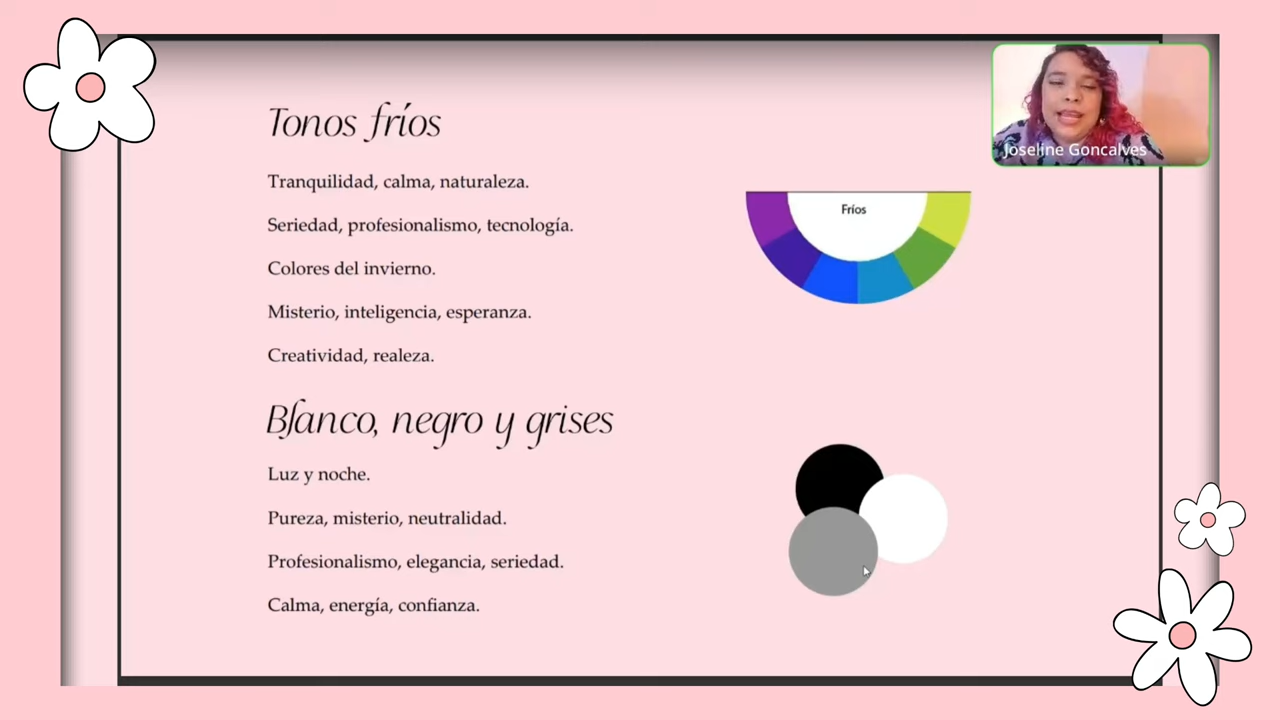 Tonos fríos
Tranquilidad, calma, naturaleza.
Seriedad, profesionalismo, tecnología.
Colores del invierno.
Misterio, inteligencia, esperanza.
Creatividad, realeza.
Fríos
Joseline Goncalves
Blanco, negro y grises
Luz y noche.
Pureza, misterio, neutralidad.
Profesionalismo, elegancia, seriedad.
Calma, energía, confianza.